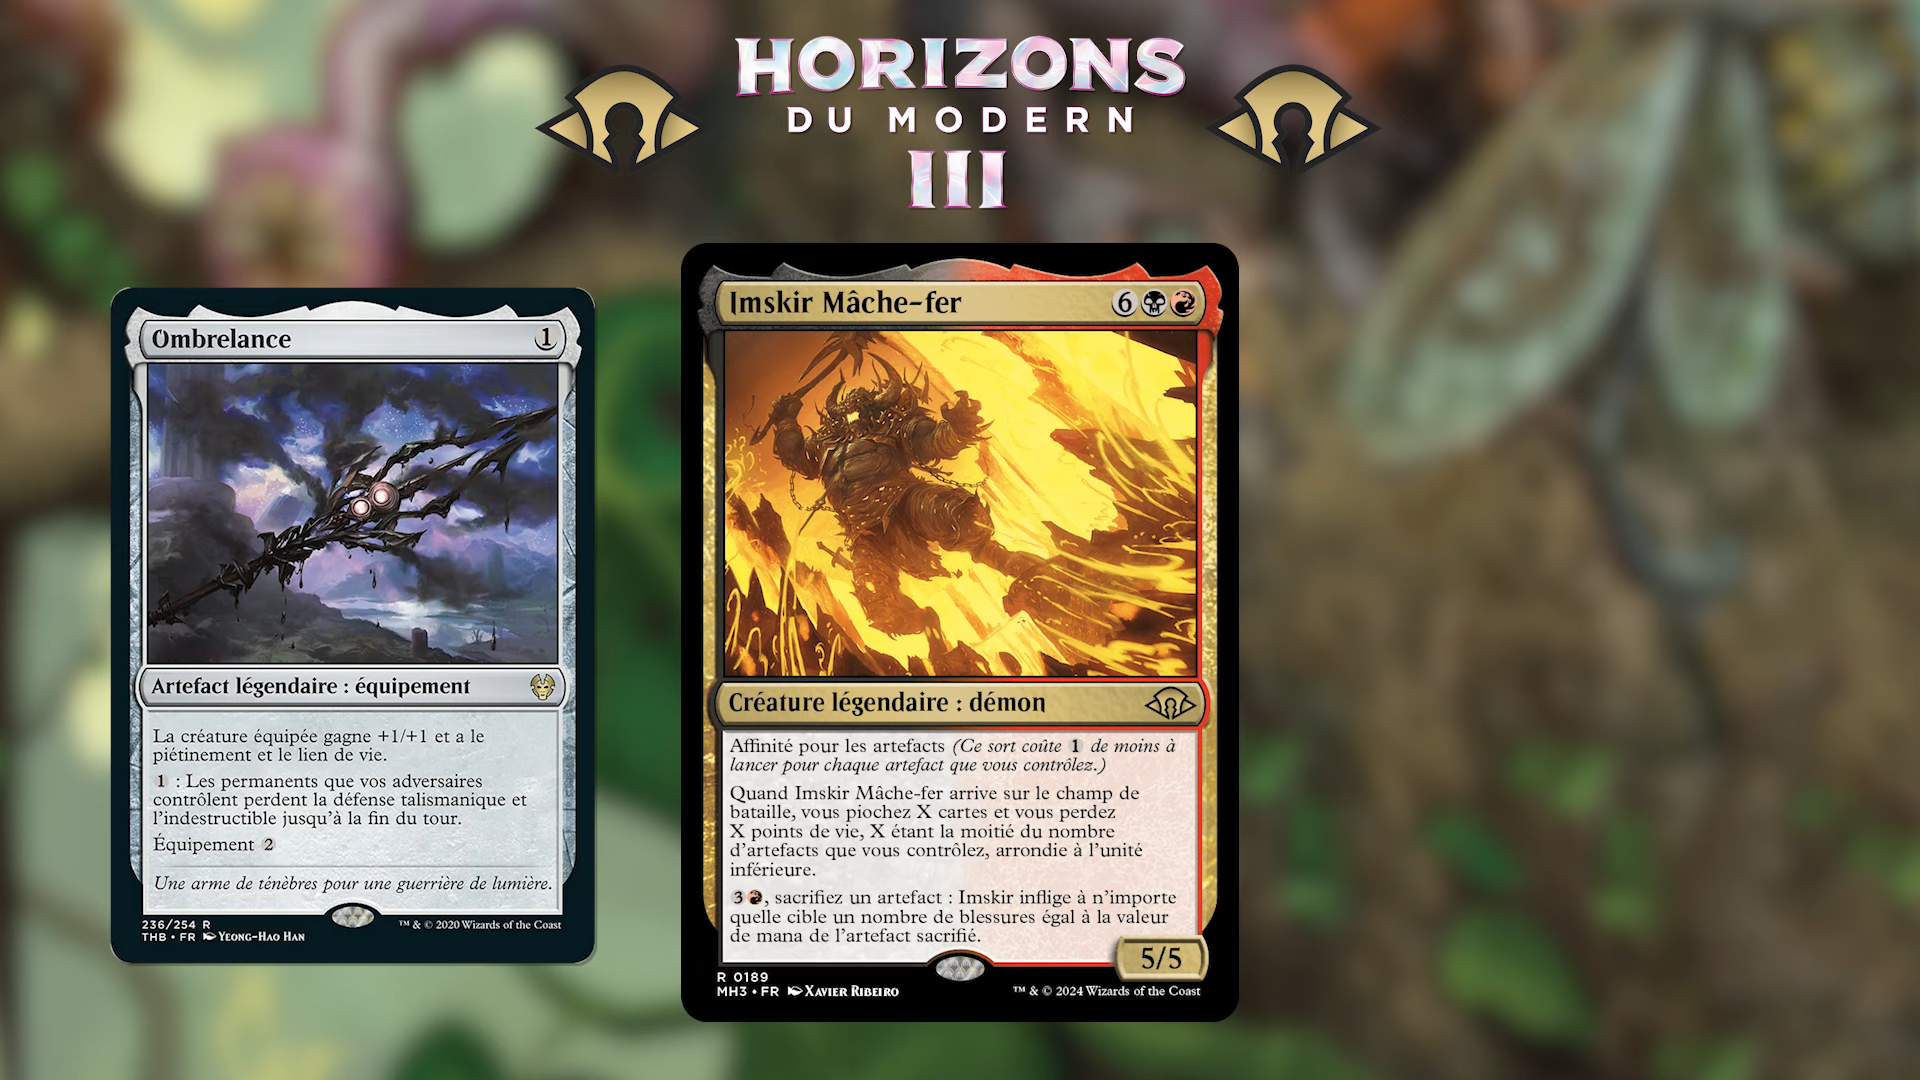 HORIZONS
DU MODERN
III
Ombrelance
1
Artefact légendaire : équipement
La créature équipée gagne +1/+1 et a le
piétinement et le lien de vie.
1 : Les permanents que vos adversaires
contrôlent perdent la défense talismanique et
l'indestructible jusqu'à la fin du tour.
Équipement 2
Une arme de ténèbres pour une guerrière de lumière.
236/254 R
THB • FR Yeong-Hao Han
™ & © 2020 Wizards of the Coast
Imskir Mâche-fer
6
Créature légendaire : démon
Affinité pour les artefacts (Ce sort coûte 1 de moins à
lancer pour chaque artefact que vous contrôlez.)
Quand Imskir Mâche-fer arrive sur le champ de
bataille, vous piochez X cartes et vous perdez
X points de vie, X étant la moitié du nombre
d'artefacts que vous contrôlez, arrondie à l'unité
inférieure.
3, sacrifiez un artefact : Imskir inflige à n'importe
quelle cible un nombre de blessures égal à la valeur
de mana de l'artefact sacrifié.
5/5
R 0189
MH3 • FR Xavier Ribeiro
™ & © 2024 Wizards of the Coast